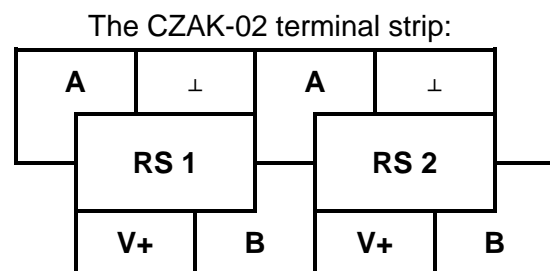 The CZAK-02 terminal strip:
A ⊥ A ⊥
RS 1 RS 2
V+ B V+ B